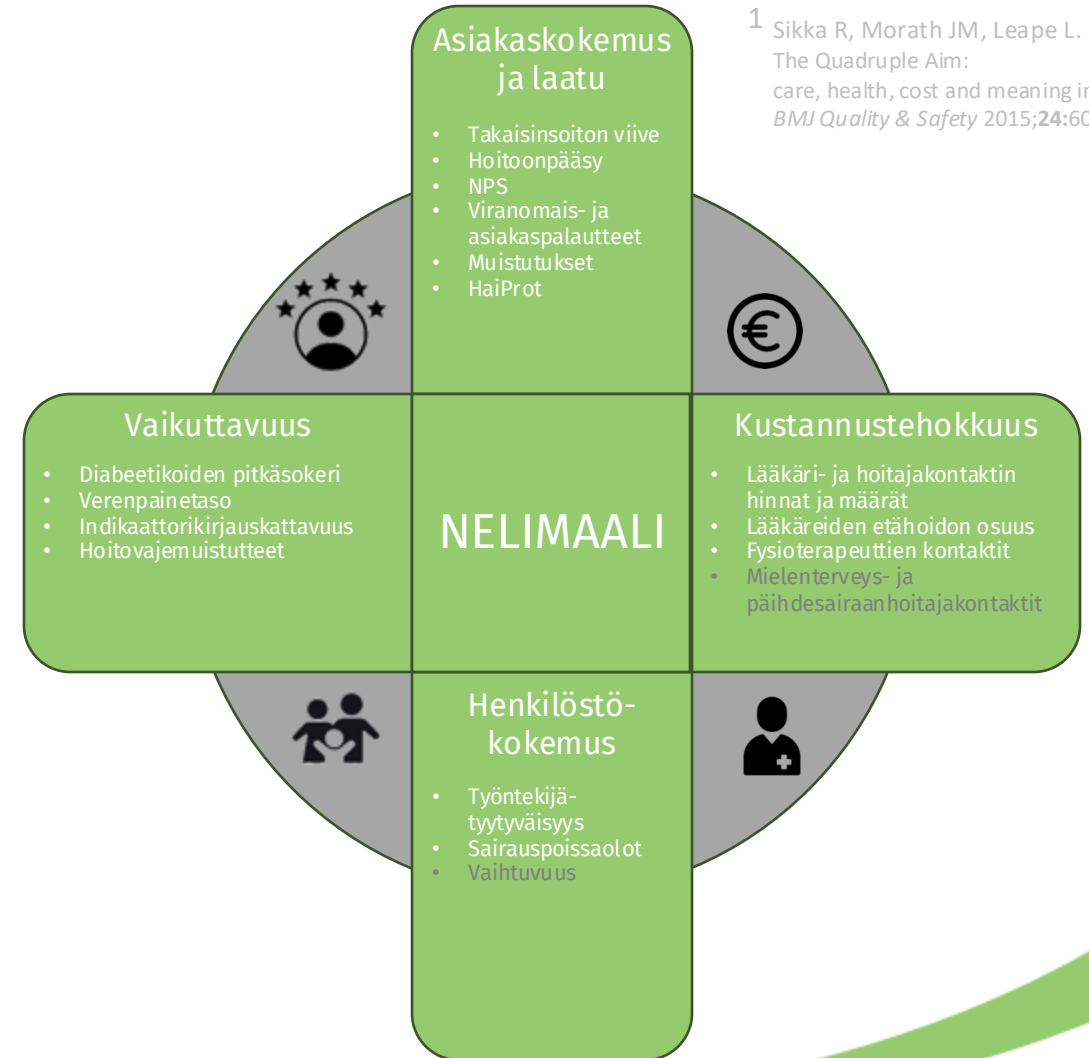 Asiakaskokemus
ja laatu
• Takaisinsoiton viive
• Hoitoonpääsy
• NPS
• Viranomais- ja
asiakaspalautteet
• Muistutukset
• HaiProt
1 Sikka R, Morath JM, Leape L.
The Quadruple Aim:
care, health, cost and meaning in
BMJ Quality & Safety 2015;24:60
Vaikuttavuus
• Diabeetikoiden pitkäsokeri
• Verenpainetaso
• Indikaattorikirjauskattavuus
• Hoitovajemuistutteet
NELIMAALI
Kustannustehokkuus
• Lääkäri- ja hoitajakontaktin
hinnat ja määrät
• Lääkäreiden etähoidon osuus
• Fysioterapeuttien kontaktit
• Mielenterveys- ja
päihdesairaanhoitajakontaktit
Henkilöstö-
kokemus
• Työntekijä-
tyytyväisyys
• Sairauspoissaolot
• Vaihtuvuus